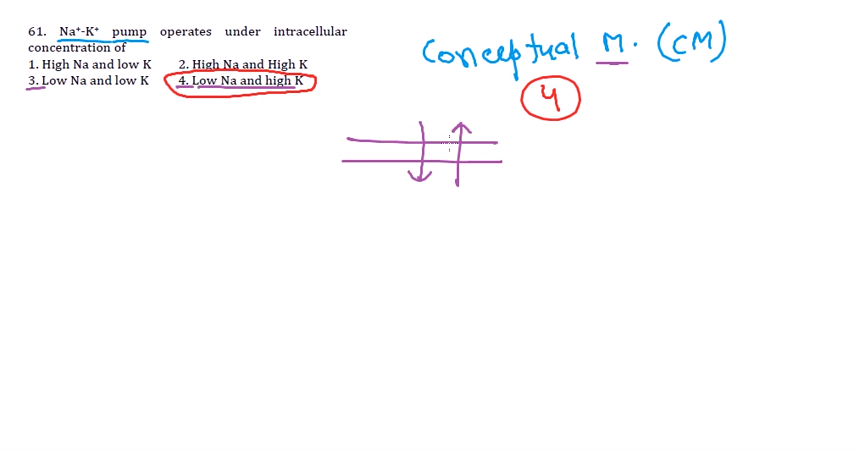 61. Na⁺-K⁺ pump operates under intracellular
concentration of
1. High Na and low K 2. High Na and High K
3. Low Na and low K 4. Low Na and high K
Conceptual M. (CM)
4